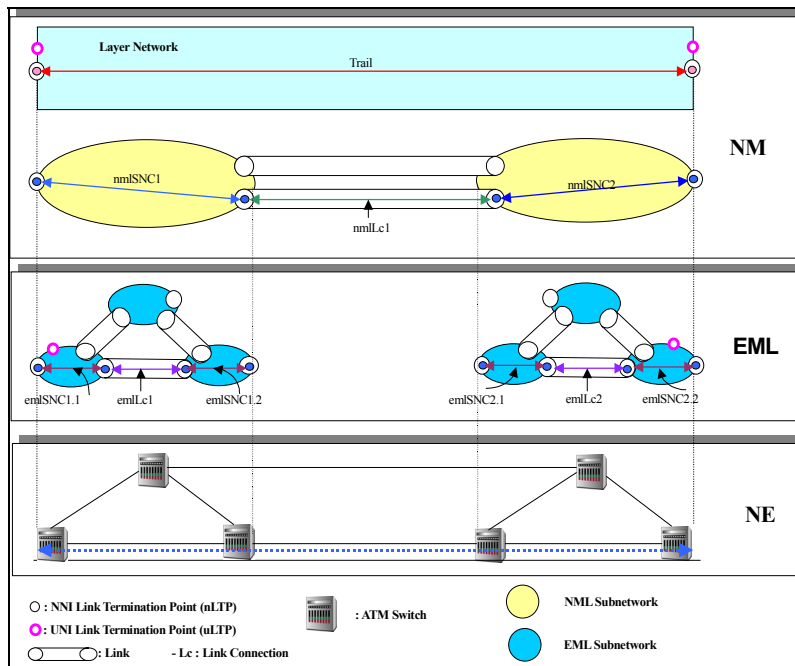 Layer Network
Trail
NM
nmlSNC1
nmlSNC2
nmlLc1
EML
emlSNC1.1
emlLc1
emlSNC1.2
emlSNC2.1
emlLc2
emlSNC2.2
NE
: NNI Link Termination Point (nLTP)
: UNI Link Termination Point (uLTP)
: Link - Lc : Link Connection
: ATM Switch
NML Subnetwork
EML Subnetwork